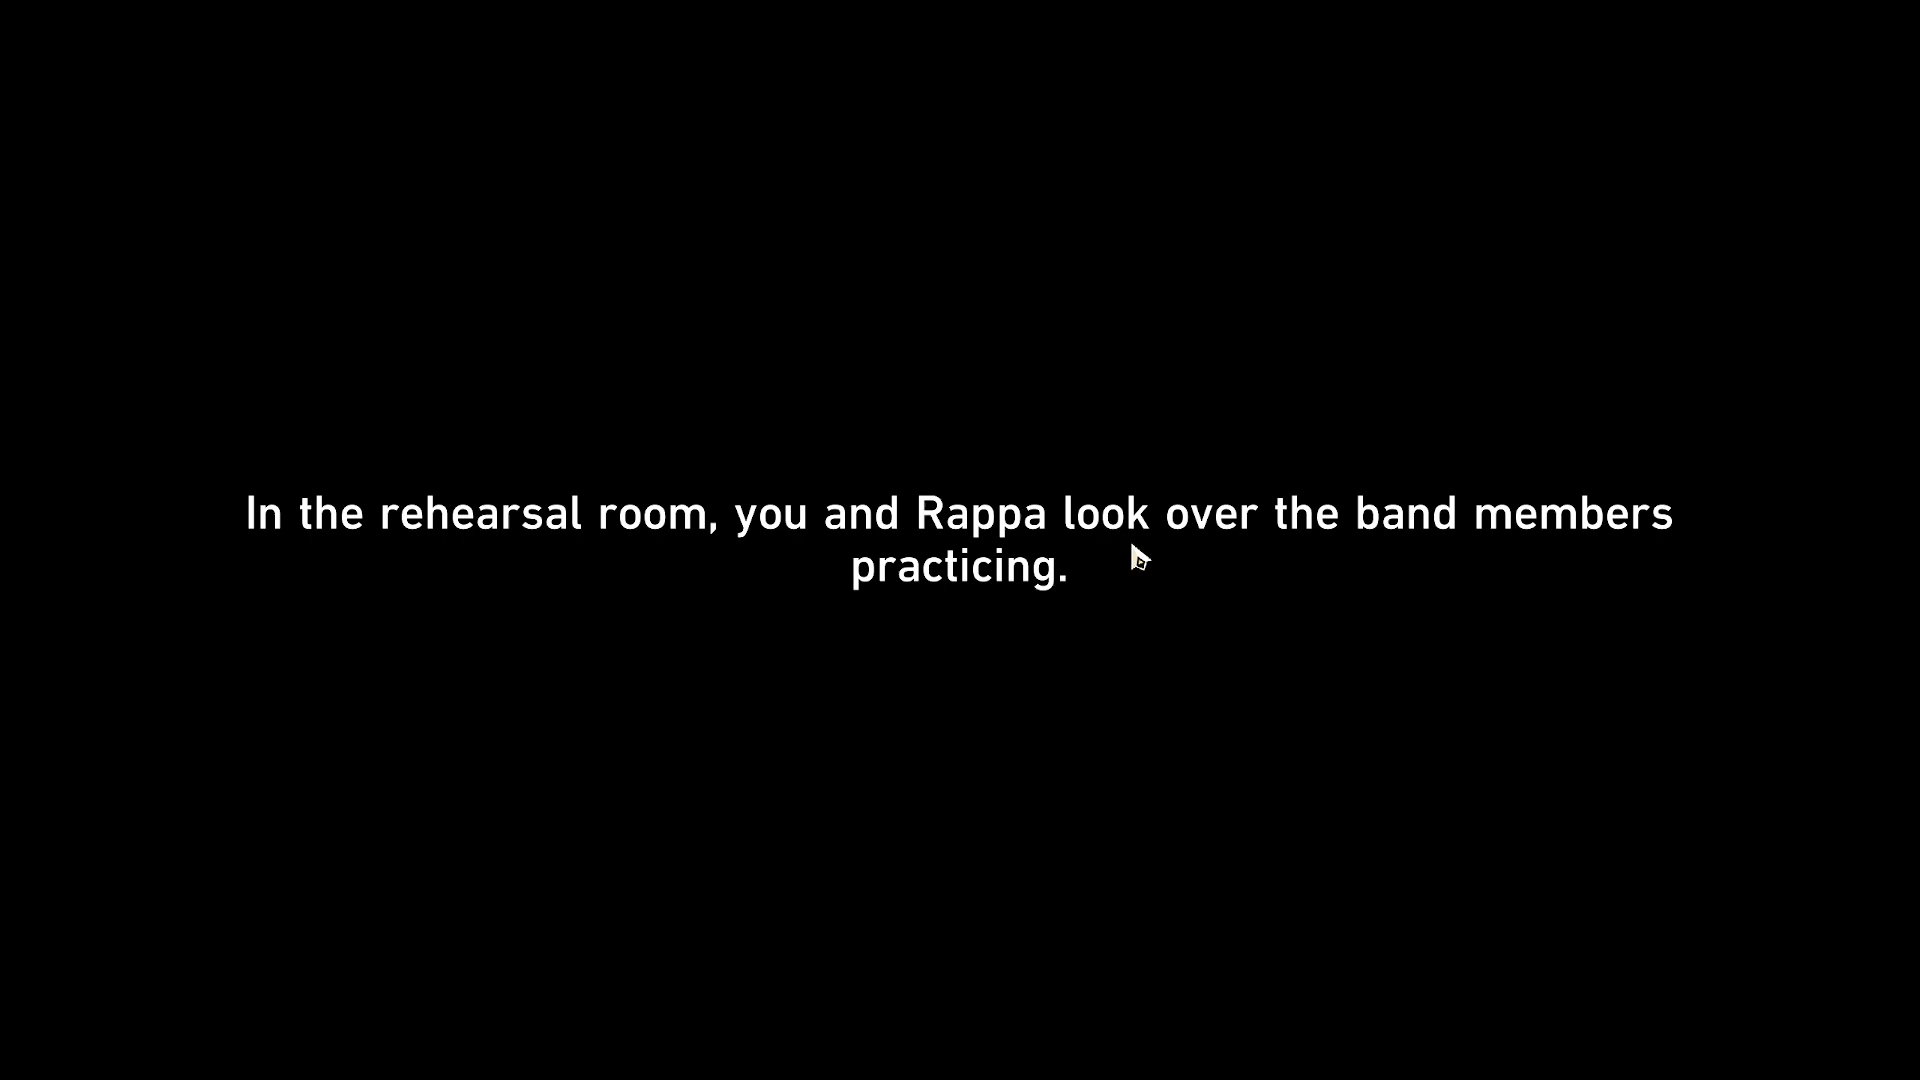 In the rehearsal room, you and Rappa look over the band members
practicing.